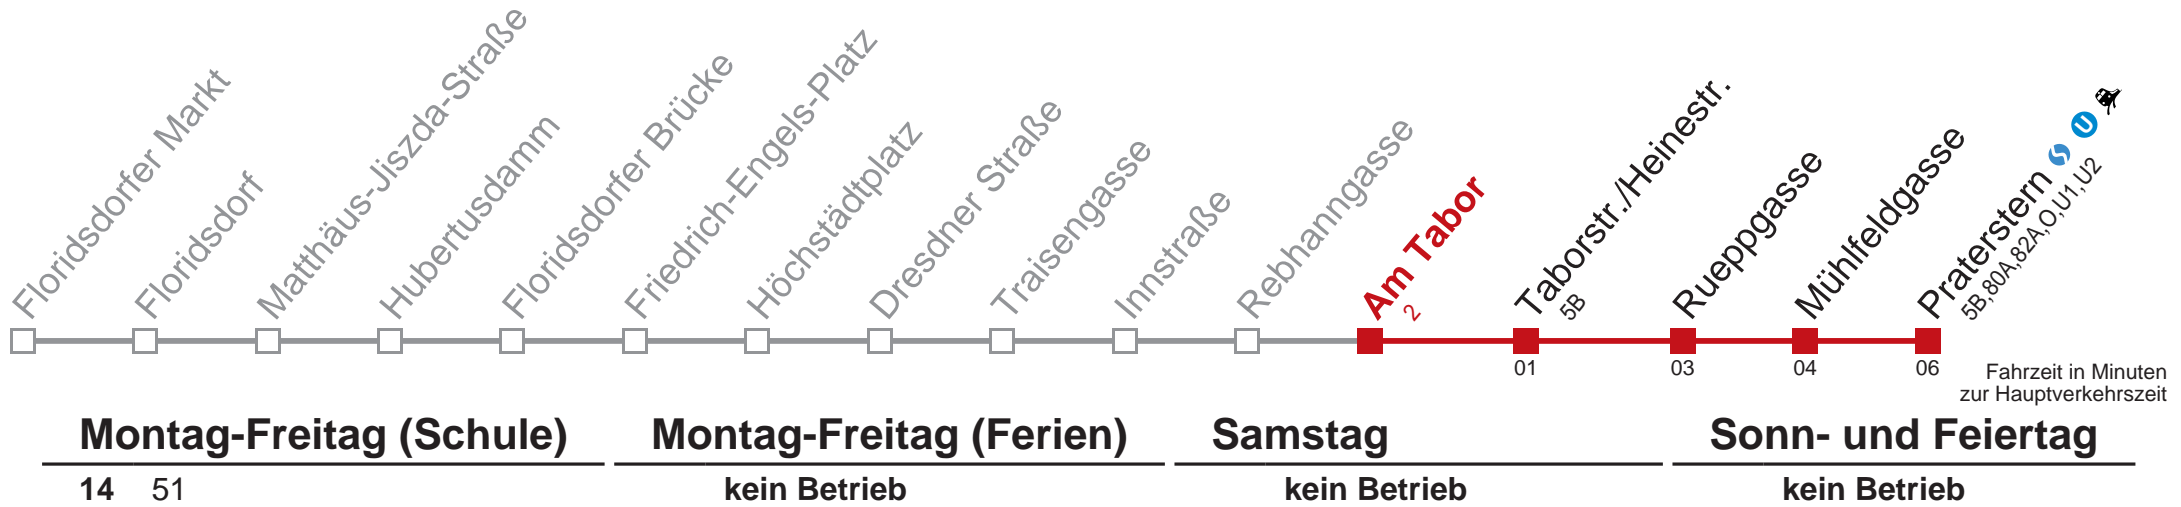 Floridsdorfer Markt
Floridsdorf
Matthäus-Jiszda-Straße
Hubertusdamm
Floridsdorfer Brücke
Friedrich-Engels-Platz
Höchstädtplatz
Dresdner Straße
Traisengasse
Innstraße
Rebhanngasse
Am Tabor
2
Taborstr./Heinestr.
5B
Rueppgasse
Mühlfeldgasse
Praterstern S U
5B,80A,82A,O,U1,U2
01 03 04 06
Fahrzeit in Minuten
zur Hauptverkehrszeit
Montag-Freitag (Schule) Montag-Freitag (Ferien) Samstag Sonn- und Feiertag
14 51 kein Betrieb kein Betrieb kein Betrieb